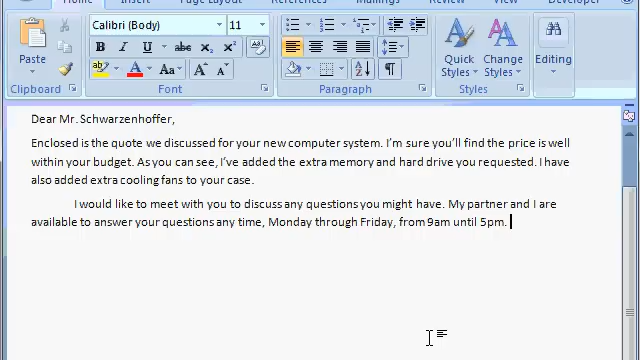 Home Insert Page Layout References Mailings Review Developer
Calibri (Body) 11
Paste
B I U abc X₂ X²
ab A Aa A A
Quick Styles
Change Styles
Editing
Clipboard Font Paragraph Styles
Dear Mr. Schwarzenhoffer,
Enclosed is the quote we discussed for your new computer system. I'm sure you'll find the price is well
within your budget. As you can see, I've added the extra memory and hard drive you requested. I have
also added extra cooling fans to your case.
I would like to meet with you to discuss any questions you might have. My partner and I are
available to answer your questions any time, Monday through Friday, from 9am until 5pm.